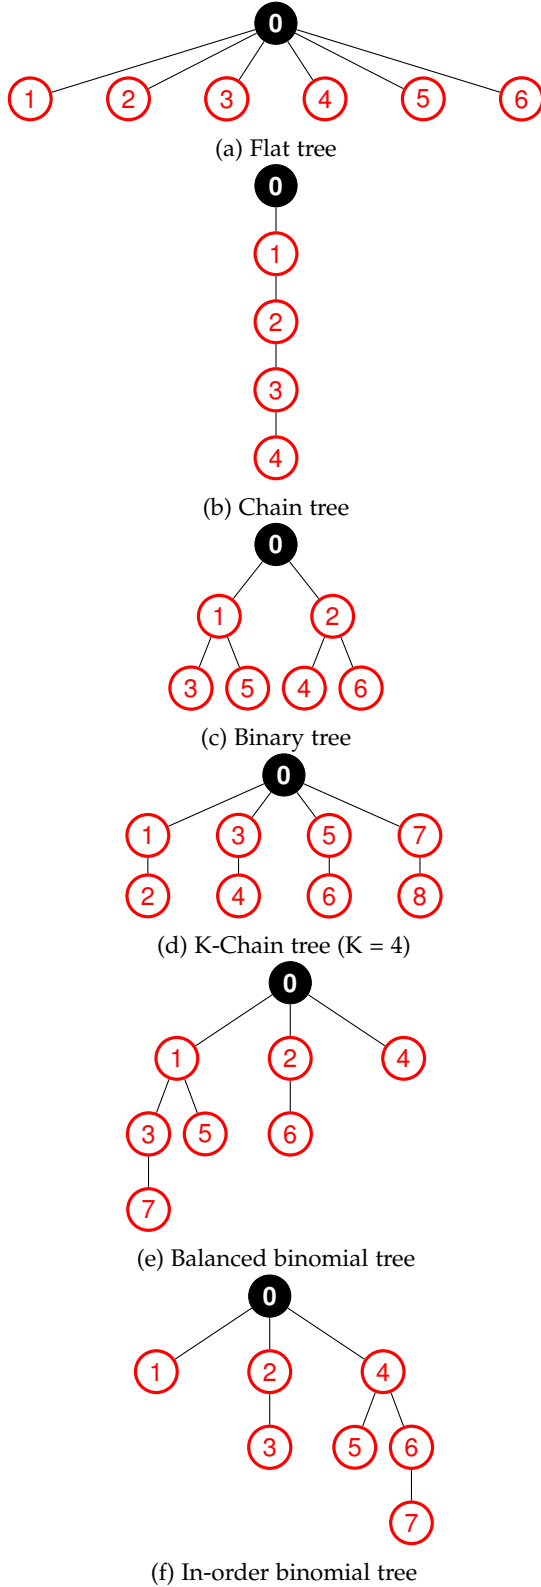 0
1 2 3 4 5 6
(a) Flat tree
0
1
2
3
4
(b) Chain tree
0
1 2
3 5 4 6
(c) Binary tree
0
1 3 5 7
2 4 6 8
(d) K-Chain tree (K = 4)
0
1 2 4
3 5 6
7
(e) Balanced binomial tree
0
1 2 4
3 5 6
7
(f) In-order binomial tree